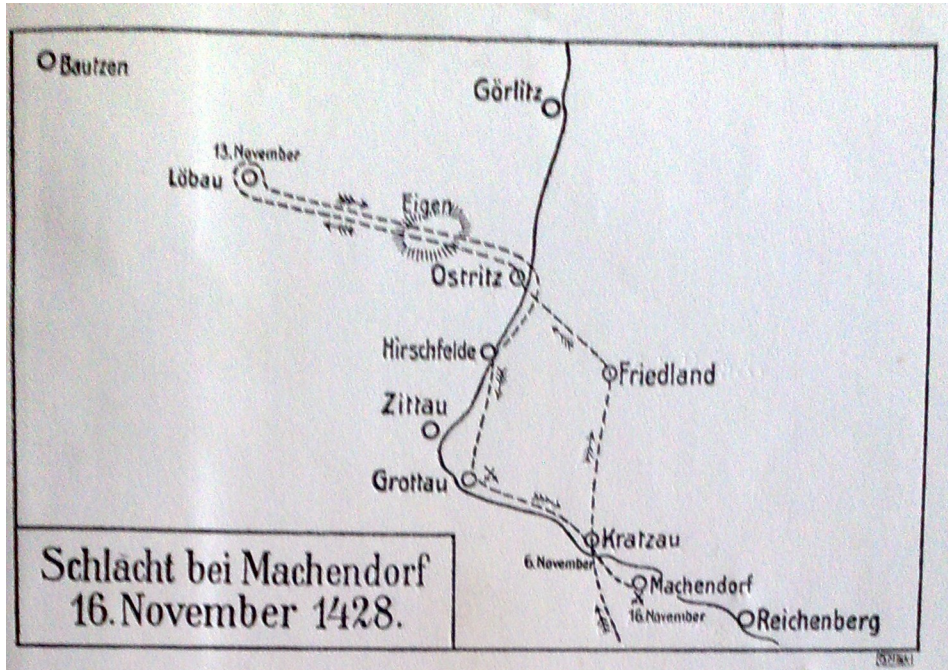 Bautzen
Görlitz
13. November
Löbau
Eigen
Ostritz
Hirschfelde
Friedland
Zittau
Grottau
Kratzau
6. November
Machendorf
16. November
Reichenberg
Schlacht bei Machendorf
16. November 1428.